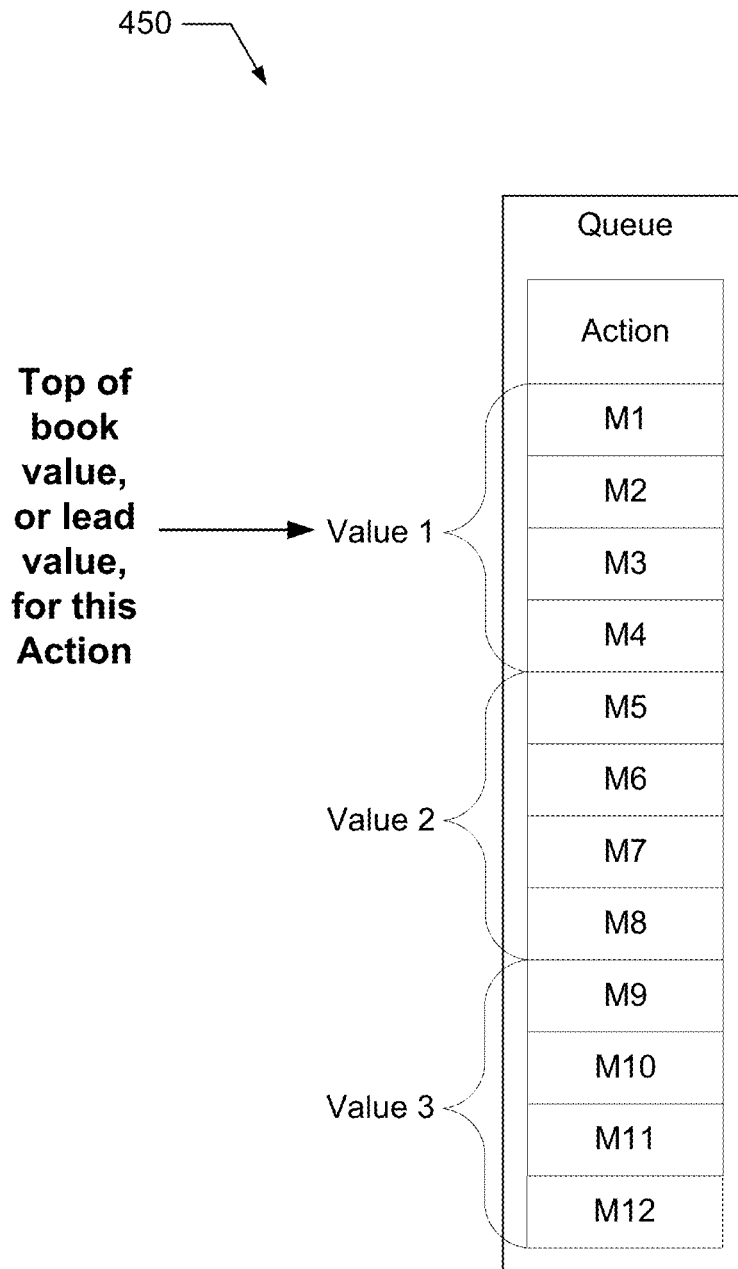 450
Queue
Action
Top of
book
value,
or lead
value,
for this
Action
Value 1
M1
M2
M3
M4
Value 2
M5
M6
M7
M8
Value 3
M9
M10
M11
M12